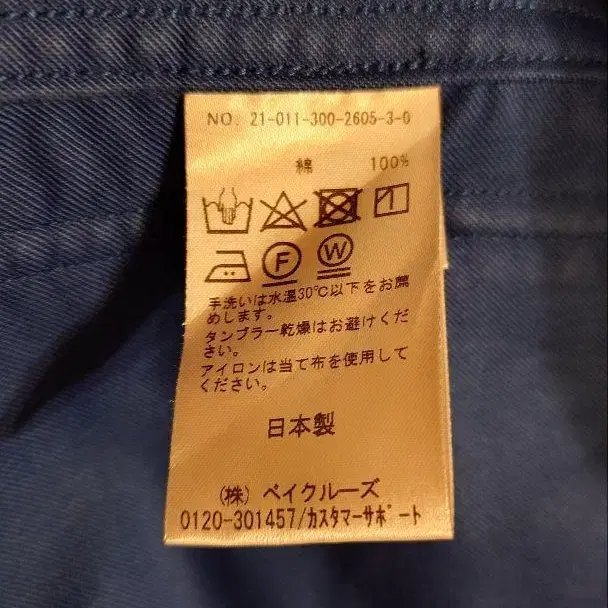 NO. 21-011-300-2605-3-0
綿 100%
F W
手洗いは水温30℃以下をお薦
めします。
タンブラー乾燥はお避けくだ
さい。
アイロンは当て布を使用して
ください。
日本製
(株) ベイクルーズ
0120-301457/カスタマーサポート